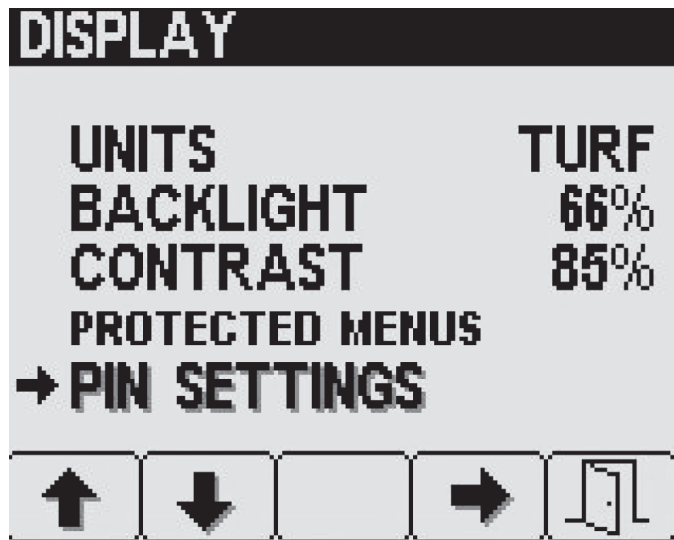 DISPLAY
UNITS TURF
BACKLIGHT 66%
CONTRAST 85%
PROTECTED MENUS
PIN SETTINGS